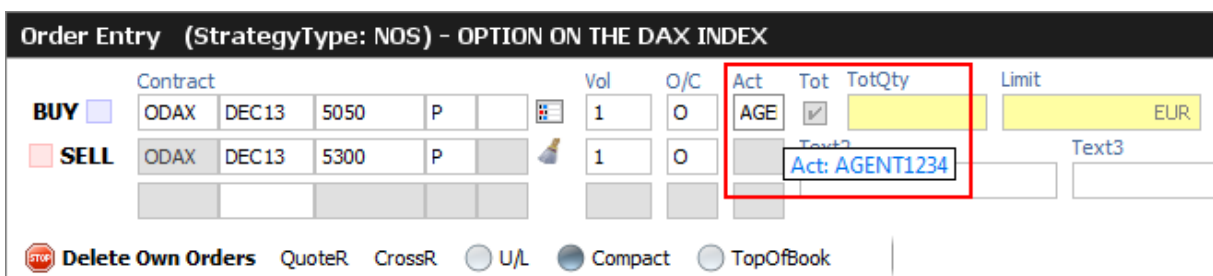 Order Entry (StrategyType: NOS) - OPTION ON THE DAX INDEX
Contract Vol O/C Act Tot TotQty Limit
BUY ODAX DEC13 5050 P 1 O AGE EUR
SELL ODAX DEC13 5300 P 1 O Text2 Text3
Act: AGENT1234
STOP Delete Own Orders QuoteR CrossR U/L Compact TopOfBook